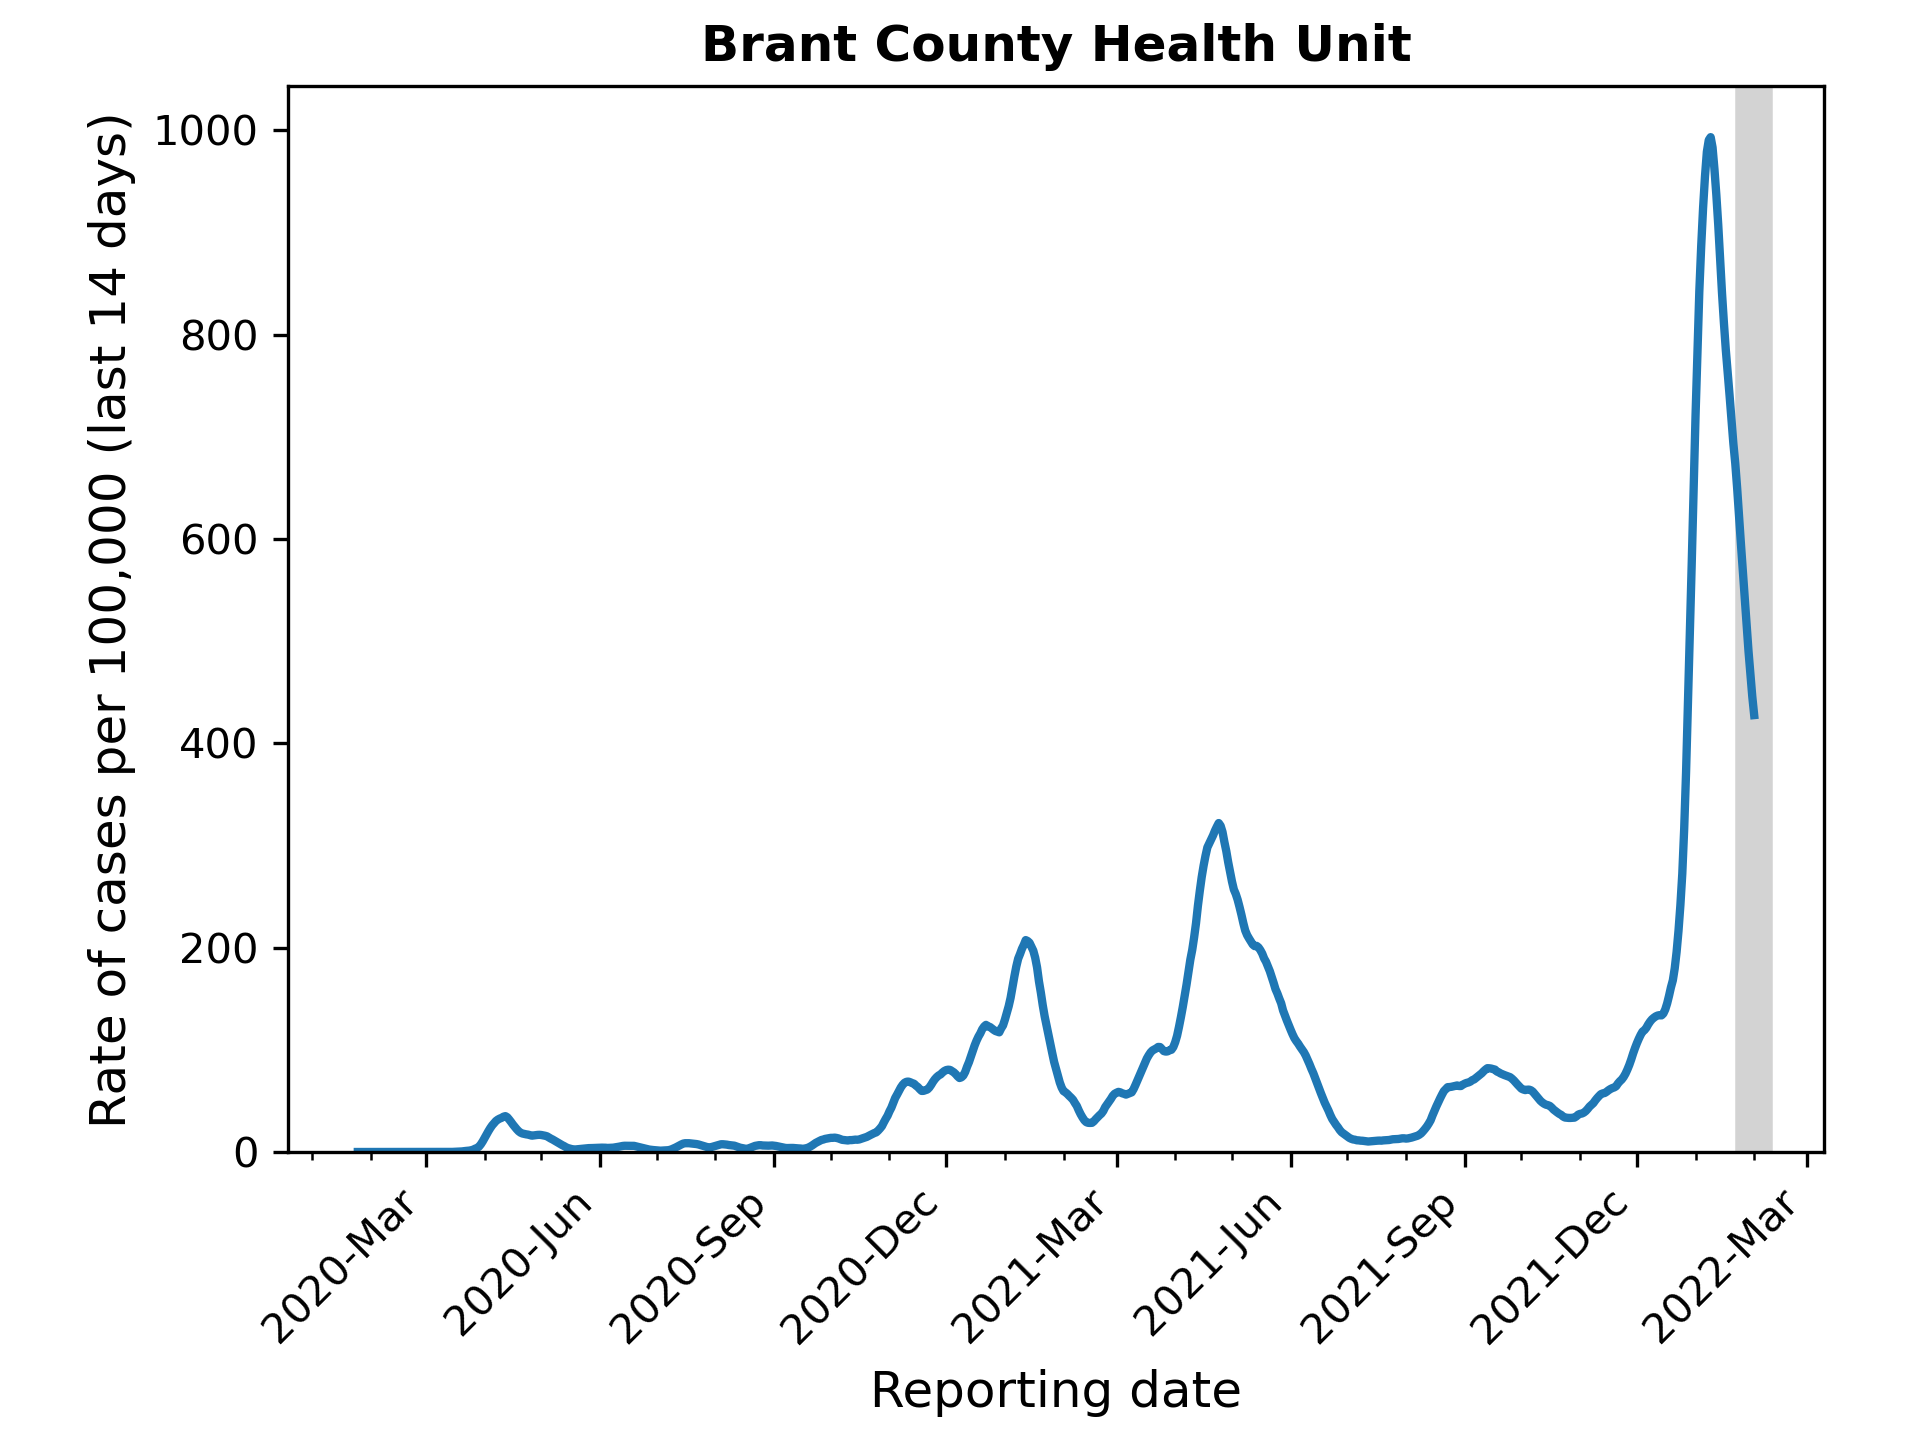 Brant County Health Unit
Rate of cases per 100,000 (last 14 days)
1000
800
600
400
200
0
2020-Mar
2020-Jun
2020-Sep
2020-Dec
2021-Mar
2021-Jun
2021-Sep
2021-Dec
2022-Mar
Reporting date